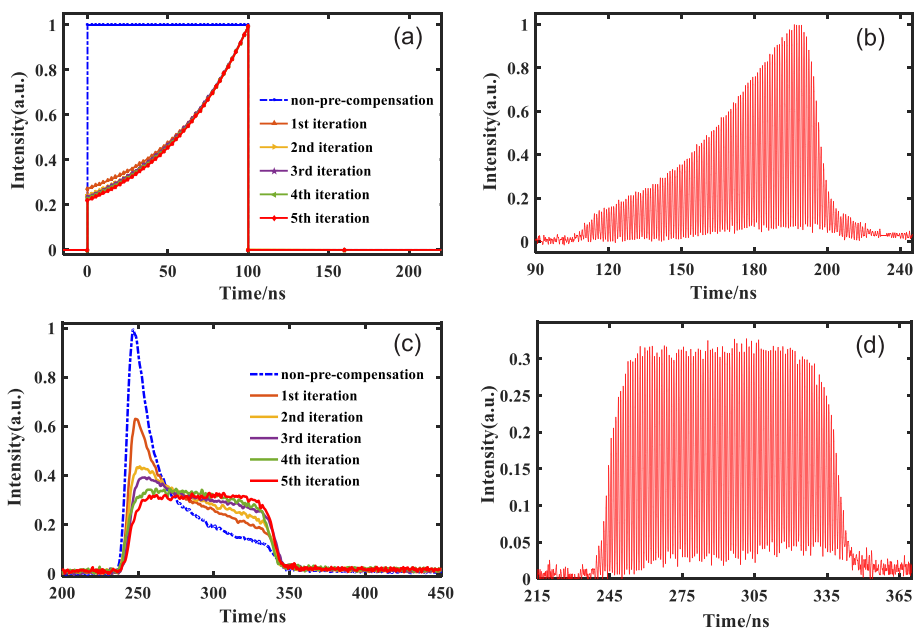 (a)
Intensity(a.u.)
1
0.8
0.6
0.4
0.2
0
non-pre-compensation
1st iteration
2nd iteration
3rd iteration
4th iteration
5th iteration
0 50 100 150 200
Time/ns
(b)
Intensity(a.u.)
1
0.8
0.6
0.4
0.2
0
90 120 150 180 200 240
Time/ns
(c)
Intensity(a.u.)
1
0.8
0.6
0.4
0.2
0
non-pre-compensation
1st iteration
2nd iteration
3rd iteration
4th iteration
5th iteration
200 250 300 350 400 450
Time/ns
(d)
Intensity(a.u.)
0.3
0.25
0.2
0.15
0.1
0.05
0
215 245 275 305 335 365
Time/ns